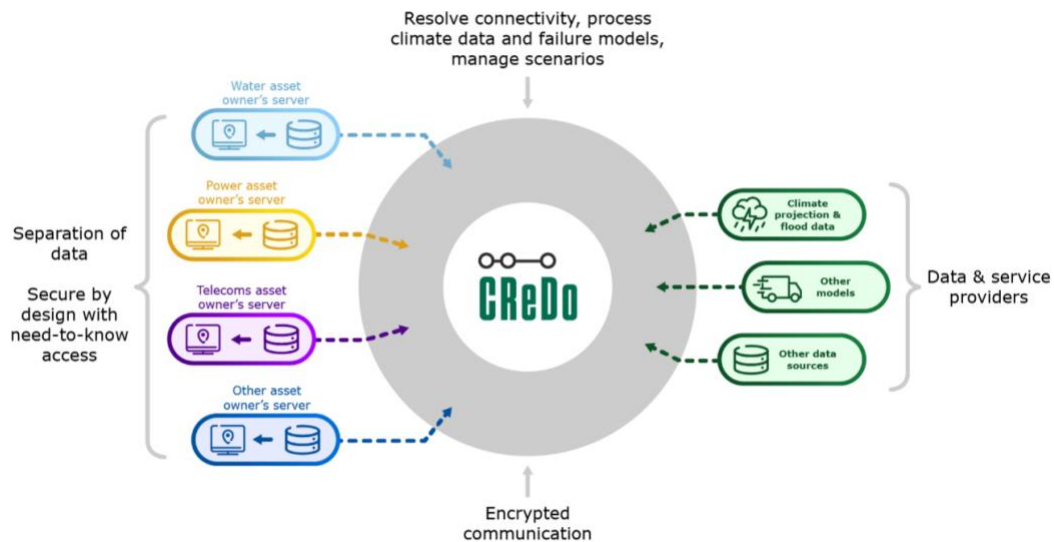 Resolve connectivity, process
climate data and failure models,
manage scenarios
Water asset
owner's server
Power asset
owner's server
Separation of
data
Secure by
design with
need-to-know
access
Telecoms asset
owner's server
Other asset
owner's server
CReDo
Climate
projection &
flood data
Other
models
Other data
sources
Data & service
providers
Encrypted
communication